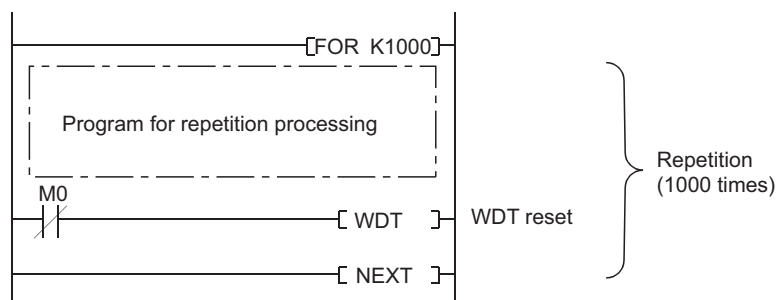 [FOR K1000]
Program for repetition processing
M0
[ WDT ] WDT reset
[ NEXT ]
Repetition
(1000 times)